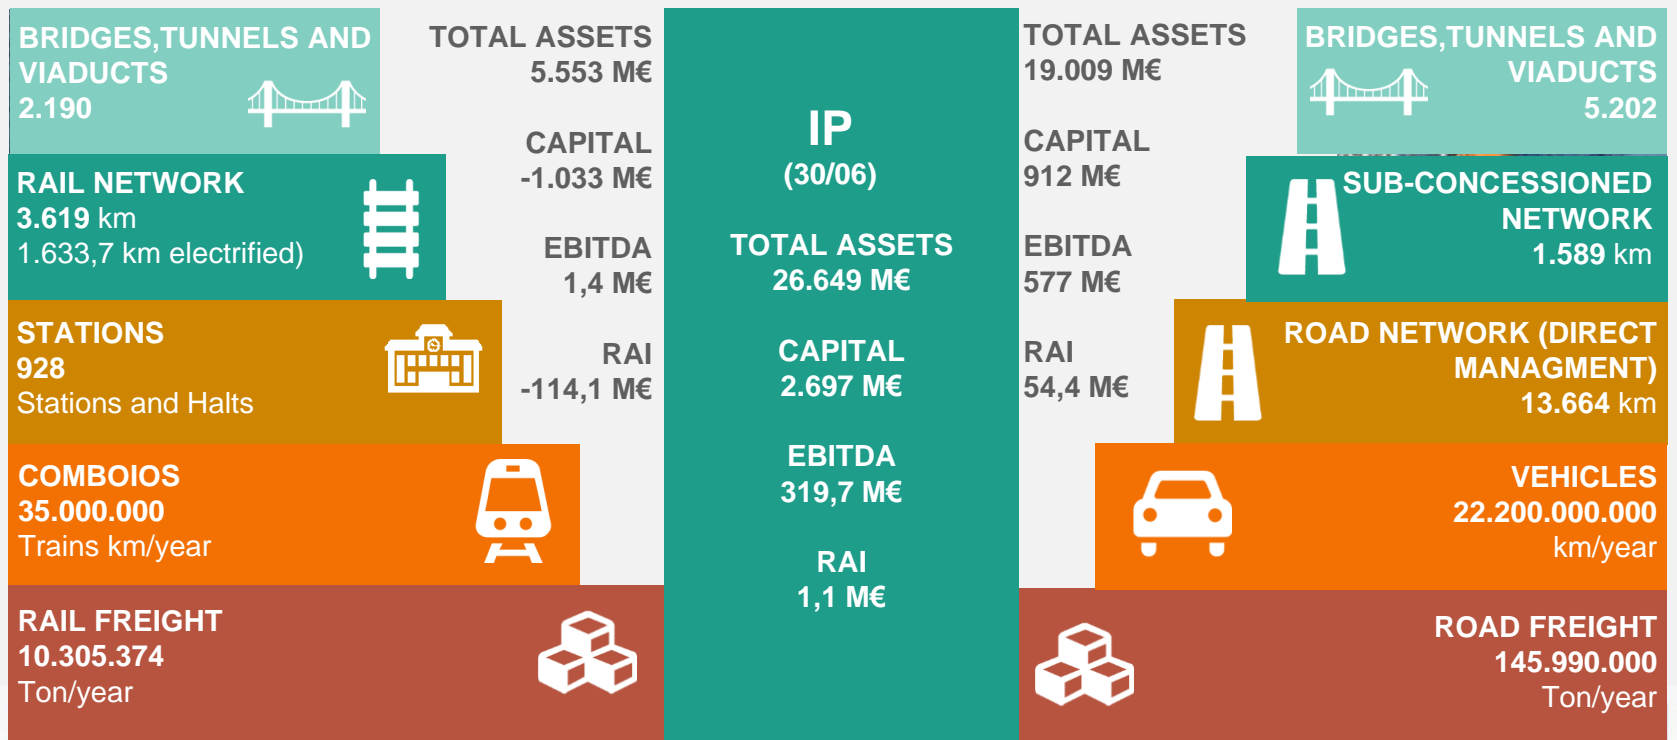 BRIDGES,TUNNELS AND
VIADUCTS
2.190
RAIL NETWORK
3.619 km
1.633,7 km electrified)
STATIONS
928
Stations and Halts
COMBOIOS
35.000.000
Trains km/year
RAIL FREIGHT
10.305.374
Ton/year
TOTAL ASSETS
5.553 M€
CAPITAL
-1.033 M€
EBITDA
1,4 M€
RAI
-114,1 M€
IP
(30/06)
TOTAL ASSETS
26.649 M€
CAPITAL
2.697 M€
EBITDA
319,7 M€
RAI
1,1 M€
TOTAL ASSETS
19.009 M€
CAPITAL
912 M€
EBITDA
577 M€
RAI
54,4 M€
BRIDGES,TUNNELS AND
VIADUCTS
5.202
SUB-CONCESSIONED
NETWORK
1.589 km
ROAD NETWORK (DIRECT
MANAGMENT)
13.664 km
VEHICLES
22.200.000.000
km/year
ROAD FREIGHT
145.990.000
Ton/year